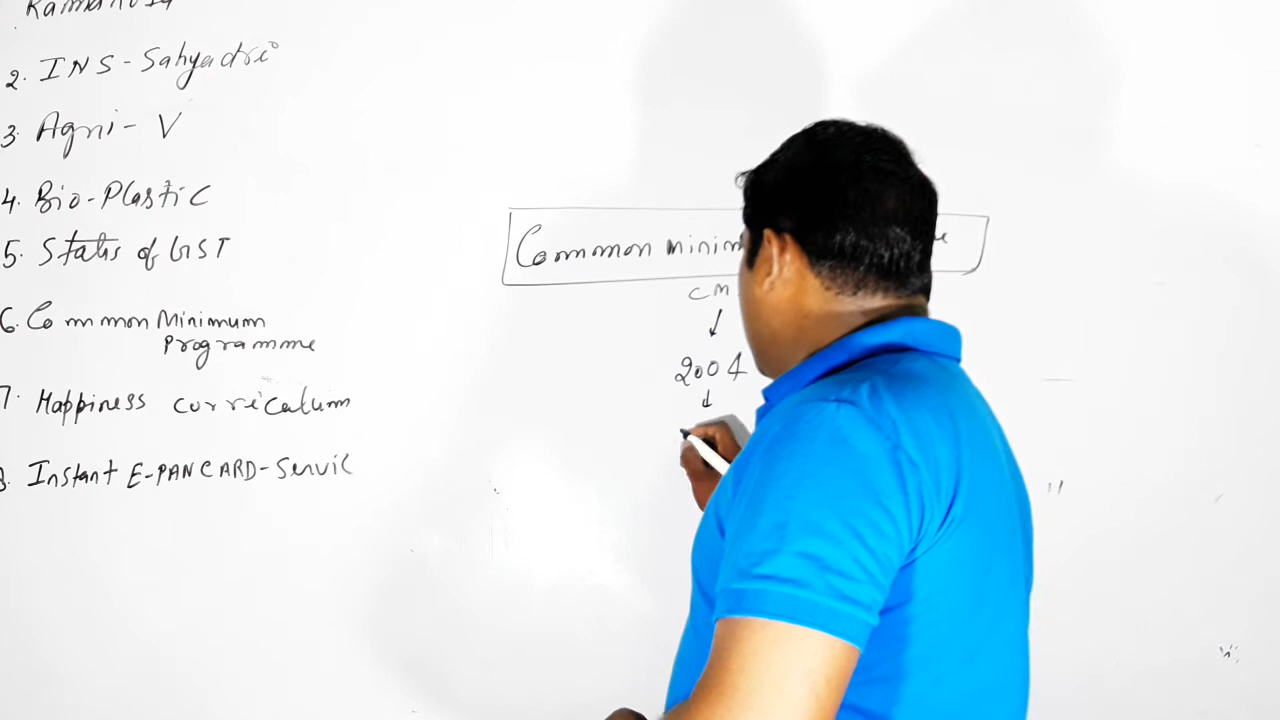 2. INS-Sahyadri
3. Agni-V
4. Bio-Plastic
5. Status of GST
6. Common Minimum
Programme
7. Happiness curriculum
8. Instant E-PANCARD-Servic
Common minim
CM
2004